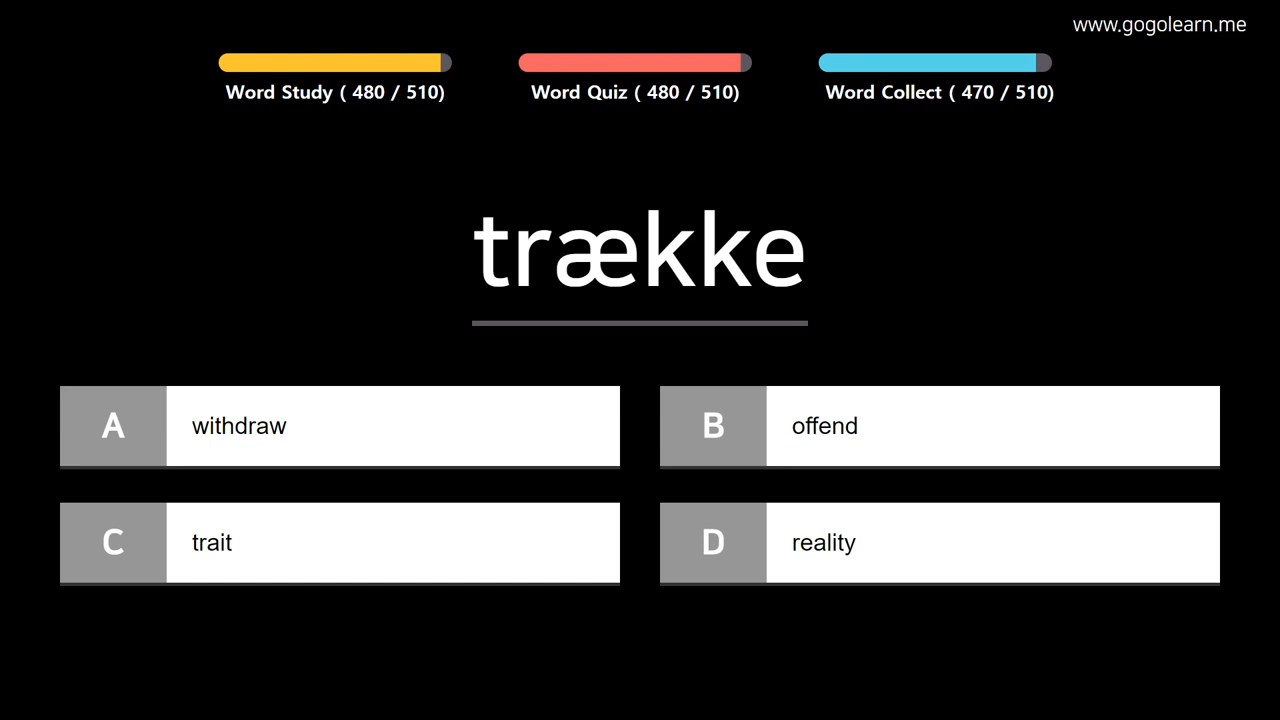 www.gogolearn.me
Word Study ( 480 / 510)
Word Quiz ( 480 / 510)
Word Collect ( 470 / 510)
trække
A withdraw
B offend
C trait
D reality